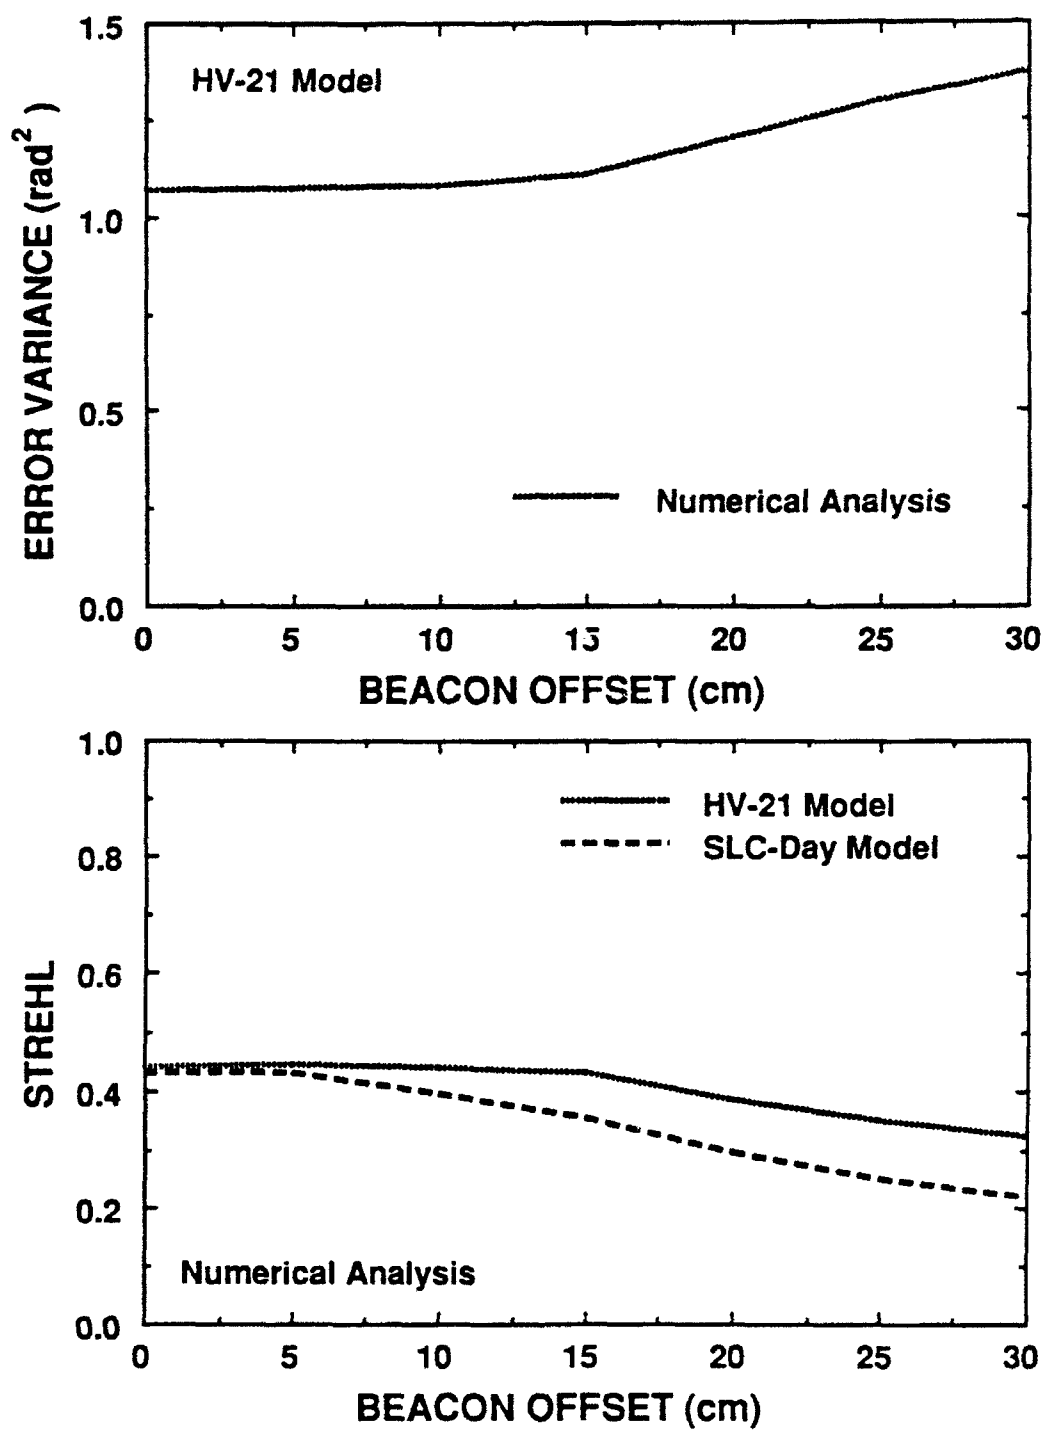 1.5
HV-21 Model
1.0
0.5
0.0
ERROR VARIANCE (rad²)
Numerical Analysis
0 5 10 15 20 25 30
BEACON OFFSET (cm)
1.0
0.8
0.6
0.4
0.2
0.0
STREHL
HV-21 Model
SLC-Day Model
Numerical Analysis
0 5 10 15 20 25 30
BEACON OFFSET (cm)